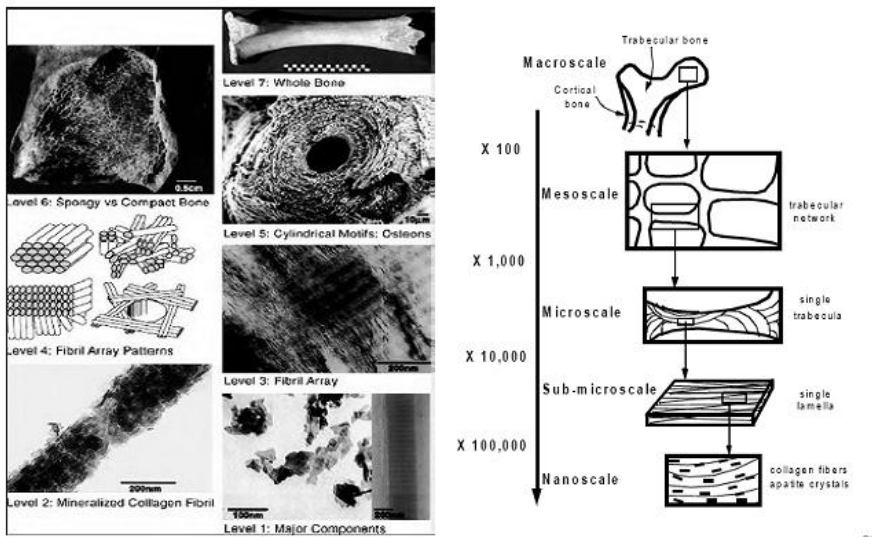 Level 7: Whole Bone
0.5cm
Level 6: Spongy vs Compact Bone
10µm
Level 5: Cylindrical Motifs: Osteons
Level 4: Fibril Array Patterns
200nm
Level 3: Fibril Array
200nm
Level 2: Mineralized Collagen Fibril
100nm
200nm
Level 1: Major Components
Trabecular bone
Macroscale
Cortical
bone
X 100
Mesoscale
trabecular
network
X 1,000
Microscale
single
trabecula
X 10,000
Sub-microscale
single
lamella
X 100,000
Nanoscale
collagen fibers
apatite crystals